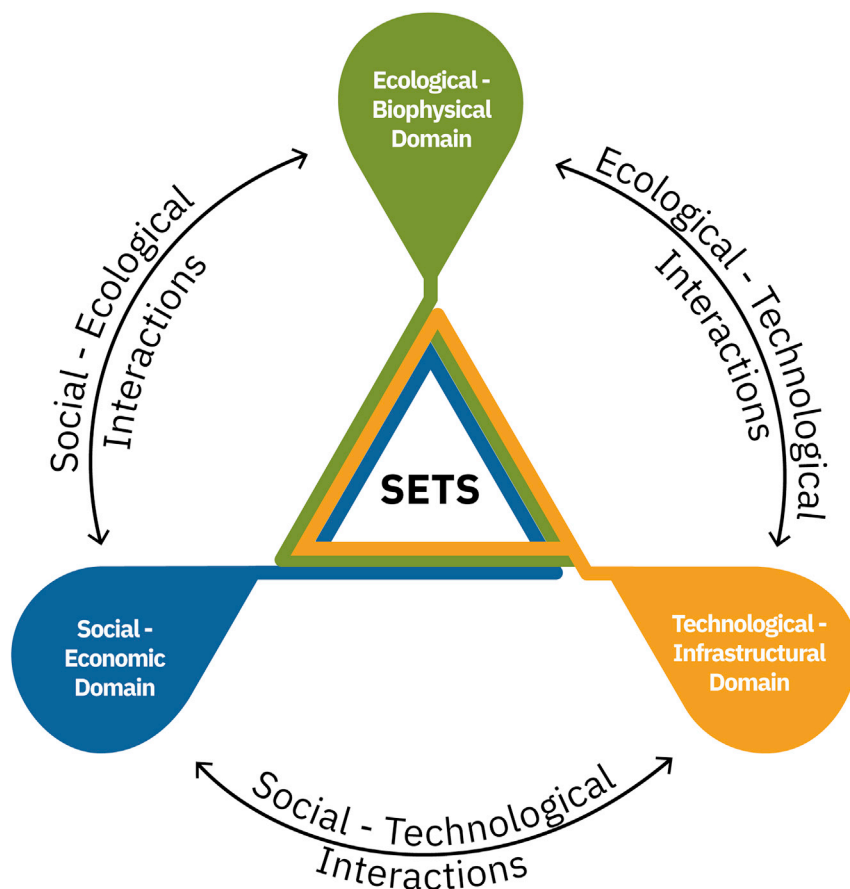 Ecological -
Biophysical
Domain
Social - Ecological
Interactions
Ecological - Technological
Interactions
SETS
Social -
Economic
Domain
Technological -
Infrastructural
Domain
Social - Technological
Interactions